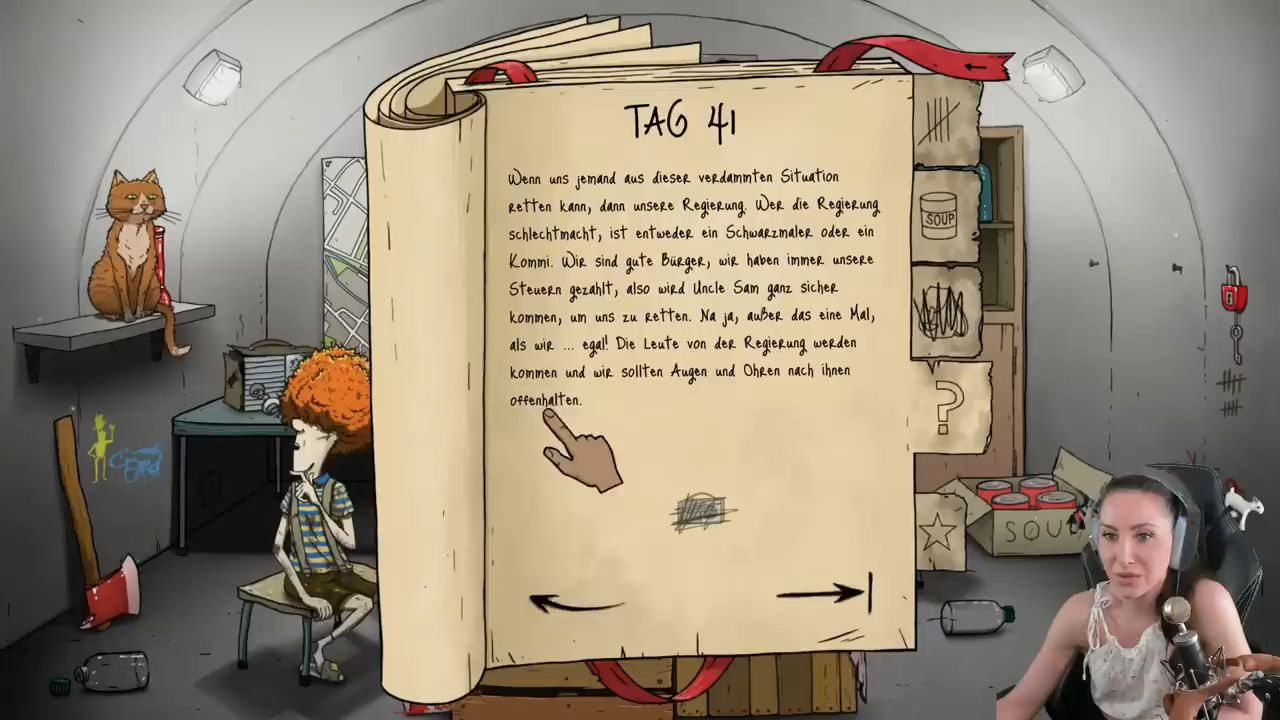 TAG 41
Wenn uns jemand aus dieser verdammten Situation
retten kann, dann unsere Regierung. Wer die Regierung
schlechtmacht, ist entweder ein Schwarzmaler oder ein
Kommi. Wir sind gute Bürger, wir haben immer unsere
Steuern gezahlt, also wird Uncle Sam ganz sicher
kommen, um uns zu retten. Na ja, außer das eine Mal,
als wir ... egal! Die Leute von der Regierung werden
kommen und wir sollten Augen und Ohren nach ihnen
offenhalten.
SOUP
?
SOU